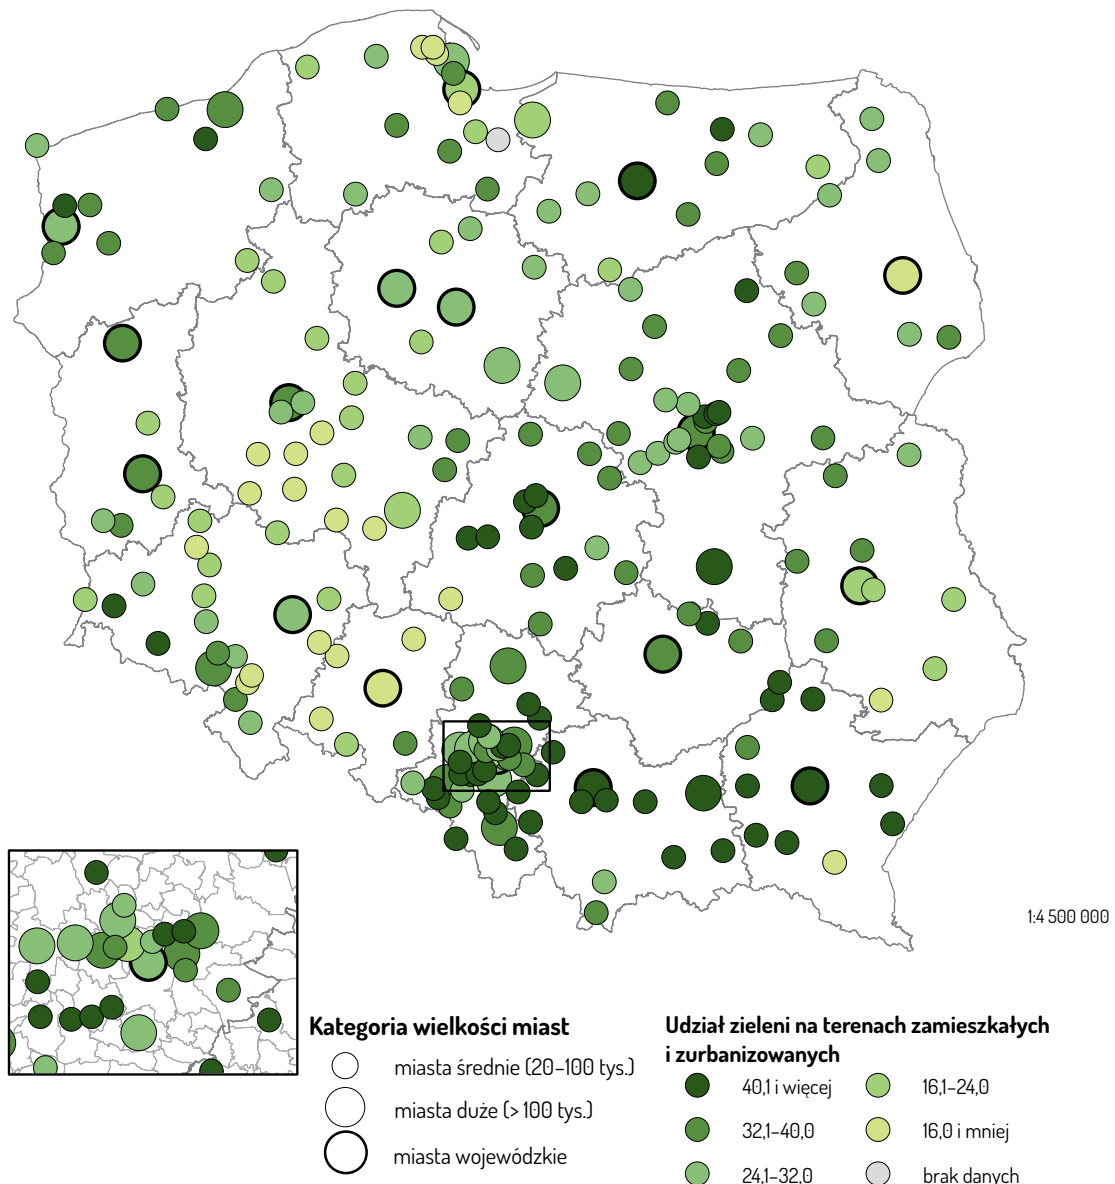 1:4 500 000
Kategoria wielkości miast
miasta średnie (20–100 tys.)
miasta duże (> 100 tys.)
miasta wojewódzkie
Udział zieleni na terenach zamieszkałych
i zurbanizowanych
40,1 i więcej
32,1–40,0
24,1–32,0
16,1–24,0
16,0 i mniej
brak danych